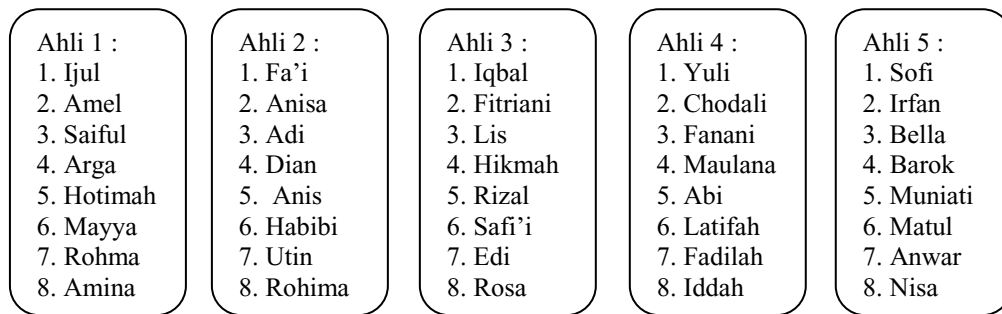 Ahli 1 :
1. Ijul
2. Amel
3. Saiful
4. Arga
5. Hotimah
6. Mayya
7. Rohma
8. Amina
Ahli 2 :
1. Fa’i
2. Anisa
3. Adi
4. Dian
5. Anis
6. Habibi
7. Utin
8. Rohima
Ahli 3 :
1. Iqbal
2. Fitriani
3. Lis
4. Hikmah
5. Rizal
6. Safi’i
7. Edi
8. Rosa
Ahli 4 :
1. Yuli
2. Chodali
3. Fanani
4. Maulana
5. Abi
6. Latifah
7. Fadilah
8. Iddah
Ahli 5 :
1. Sofi
2. Irfan
3. Bella
4. Barok
5. Muniati
6. Matul
7. Anwar
8. Nisa